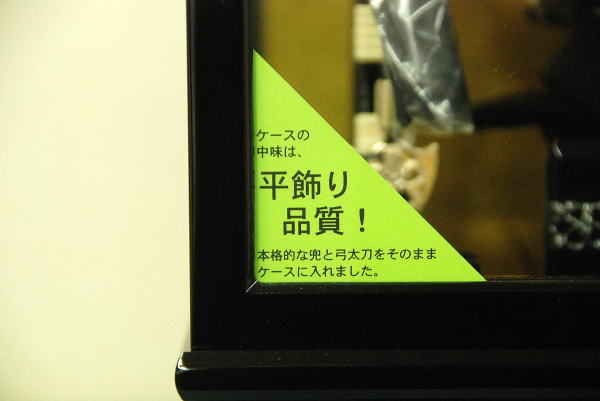 ケースの
中味は、
平飾り
品質！
本格的な兜と弓太刀をそのまま
ケースに入れました。